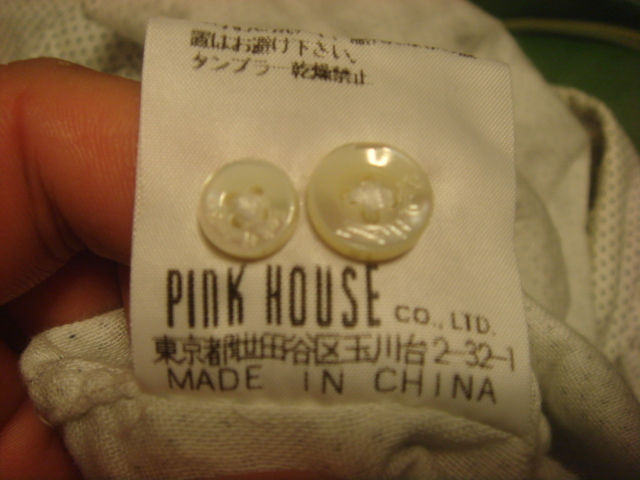 置はお避け下さい。
タンブラー乾燥禁止
PINK HOUSE CO., LTD.
東京都世田谷区玉川台2-32-1
MADE IN CHINA